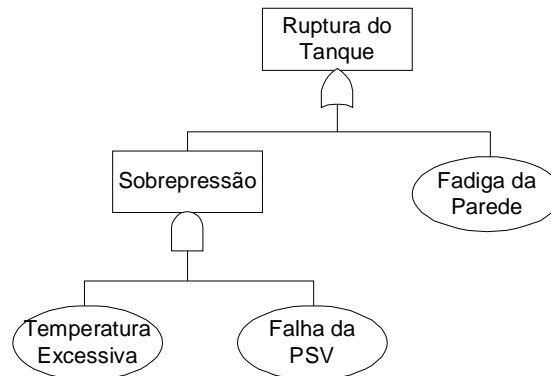 Ruptura do
Tanque
Sobrepressão
Fadiga da
Parede
Temperatura
Excessiva
Falha da
PSV